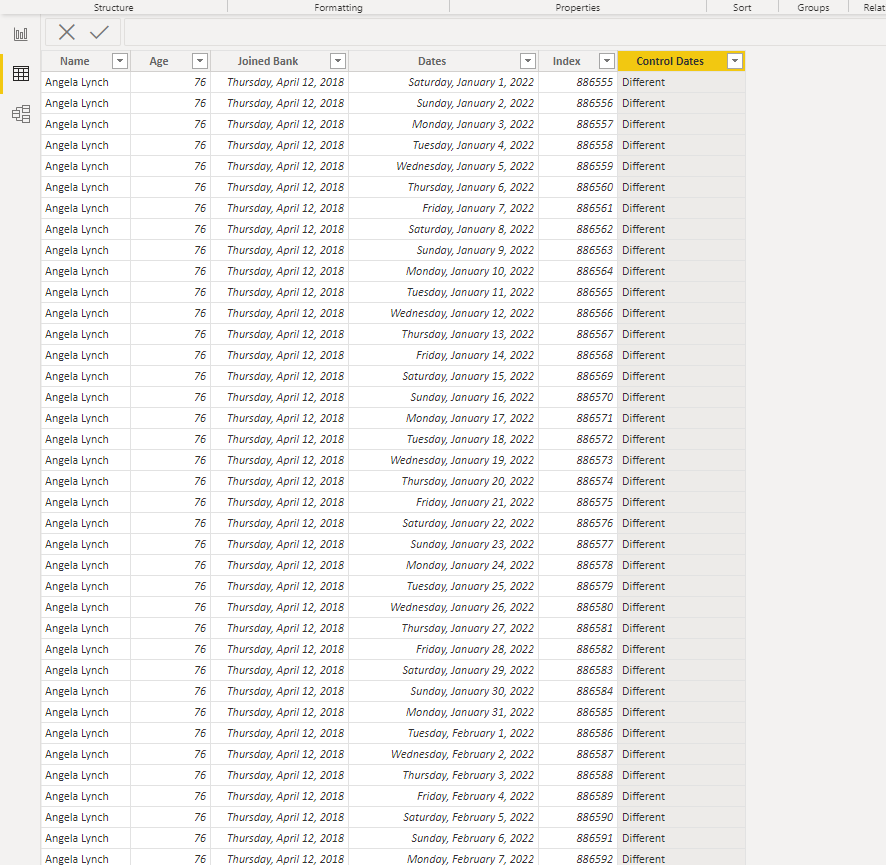 Structure Formatting Properties Sort Groups Relat
Name Age Joined Bank Dates Index Control Dates
Angela Lynch 76 Thursday, April 12, 2018 Saturday, January 1, 2022 886555 Different
Angela Lynch 76 Thursday, April 12, 2018 Sunday, January 2, 2022 886556 Different
Angela Lynch 76 Thursday, April 12, 2018 Monday, January 3, 2022 886557 Different
Angela Lynch 76 Thursday, April 12, 2018 Tuesday, January 4, 2022 886558 Different
Angela Lynch 76 Thursday, April 12, 2018 Wednesday, January 5, 2022 886559 Different
Angela Lynch 76 Thursday, April 12, 2018 Thursday, January 6, 2022 886560 Different
Angela Lynch 76 Thursday, April 12, 2018 Friday, January 7, 2022 886561 Different
Angela Lynch 76 Thursday, April 12, 2018 Saturday, January 8, 2022 886562 Different
Angela Lynch 76 Thursday, April 12, 2018 Sunday, January 9, 2022 886563 Different
Angela Lynch 76 Thursday, April 12, 2018 Monday, January 10, 2022 886564 Different
Angela Lynch 76 Thursday, April 12, 2018 Tuesday, January 11, 2022 886565 Different
Angela Lynch 76 Thursday, April 12, 2018 Wednesday, January 12, 2022 886566 Different
Angela Lynch 76 Thursday, April 12, 2018 Thursday, January 13, 2022 886567 Different
Angela Lynch 76 Thursday, April 12, 2018 Friday, January 14, 2022 886568 Different
Angela Lynch 76 Thursday, April 12, 2018 Saturday, January 15, 2022 886569 Different
Angela Lynch 76 Thursday, April 12, 2018 Sunday, January 16, 2022 886570 Different
Angela Lynch 76 Thursday, April 12, 2018 Monday, January 17, 2022 886571 Different
Angela Lynch 76 Thursday, April 12, 2018 Tuesday, January 18, 2022 886572 Different
Angela Lynch 76 Thursday, April 12, 2018 Wednesday, January 19, 2022 886573 Different
Angela Lynch 76 Thursday, April 12, 2018 Thursday, January 20, 2022 886574 Different
Angela Lynch 76 Thursday, April 12, 2018 Friday, January 21, 2022 886575 Different
Angela Lynch 76 Thursday, April 12, 2018 Saturday, January 22, 2022 886576 Different
Angela Lynch 76 Thursday, April 12, 2018 Sunday, January 23, 2022 886577 Different
Angela Lynch 76 Thursday, April 12, 2018 Monday, January 24, 2022 886578 Different
Angela Lynch 76 Thursday, April 12, 2018 Tuesday, January 25, 2022 886579 Different
Angela Lynch 76 Thursday, April 12, 2018 Wednesday, January 26, 2022 886580 Different
Angela Lynch 76 Thursday, April 12, 2018 Thursday, January 27, 2022 886581 Different
Angela Lynch 76 Thursday, April 12, 2018 Friday, January 28, 2022 886582 Different
Angela Lynch 76 Thursday, April 12, 2018 Saturday, January 29, 2022 886583 Different
Angela Lynch 76 Thursday, April 12, 2018 Sunday, January 30, 2022 886584 Different
Angela Lynch 76 Thursday, April 12, 2018 Monday, January 31, 2022 886585 Different
Angela Lynch 76 Thursday, April 12, 2018 Tuesday, February 1, 2022 886586 Different
Angela Lynch 76 Thursday, April 12, 2018 Wednesday, February 2, 2022 886587 Different
Angela Lynch 76 Thursday, April 12, 2018 Thursday, February 3, 2022 886588 Different
Angela Lynch 76 Thursday, April 12, 2018 Friday, February 4, 2022 886589 Different
Angela Lynch 76 Thursday, April 12, 2018 Saturday, February 5, 2022 886590 Different
Angela Lynch 76 Thursday, April 12, 2018 Sunday, February 6, 2022 886591 Different
Angela Lynch 76 Thursday, April 12, 2018 Monday, February 7, 2022 886592 Different